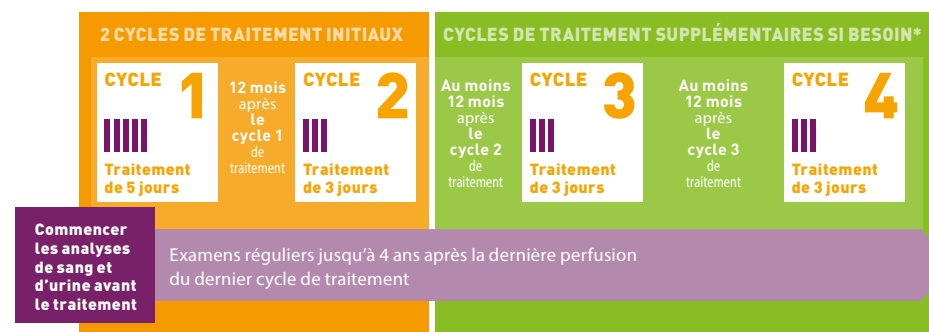 2 CYCLES DE TRAITEMENT INITIAUX
CYCLE 1
Traitement
de 5 jours
12 mois
après
le
cycle 1
de
traitement
CYCLE 2
Traitement
de 3 jours
CYCLES DE TRAITEMENT SUPPLÉMENTAIRES SI BESOIN*
Au moins
12 mois
après
le
cycle 2
de
traitement
CYCLE 3
Traitement
de 3 jours
Au moins
12 mois
après
le
cycle 3
de
traitement
CYCLE 4
Traitement
de 3 jours
Commencer
les analyses
de sang et
d’urine avant
le traitement
Examens réguliers jusqu’à 4 ans après la dernière perfusion
du dernier cycle de traitement